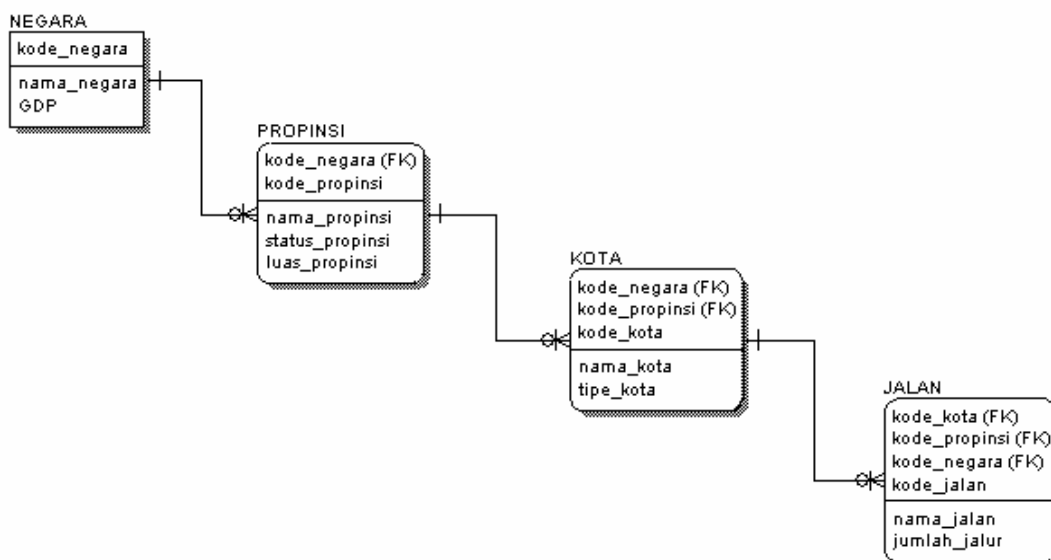 NEGARA
kode_negara
nama_negara
GDP
PROPINSI
kode_negara (FK)
kode_propinsi
nama_propinsi
status_propinsi
luas_propinsi
KOTA
kode_negara (FK)
kode_propinsi (FK)
kode_kota
nama_kota
tipe_kota
JALAN
kode_kota (FK)
kode_propinsi (FK)
kode_negara (FK)
kode_jalan
nama_jalan
jumlah_jalur